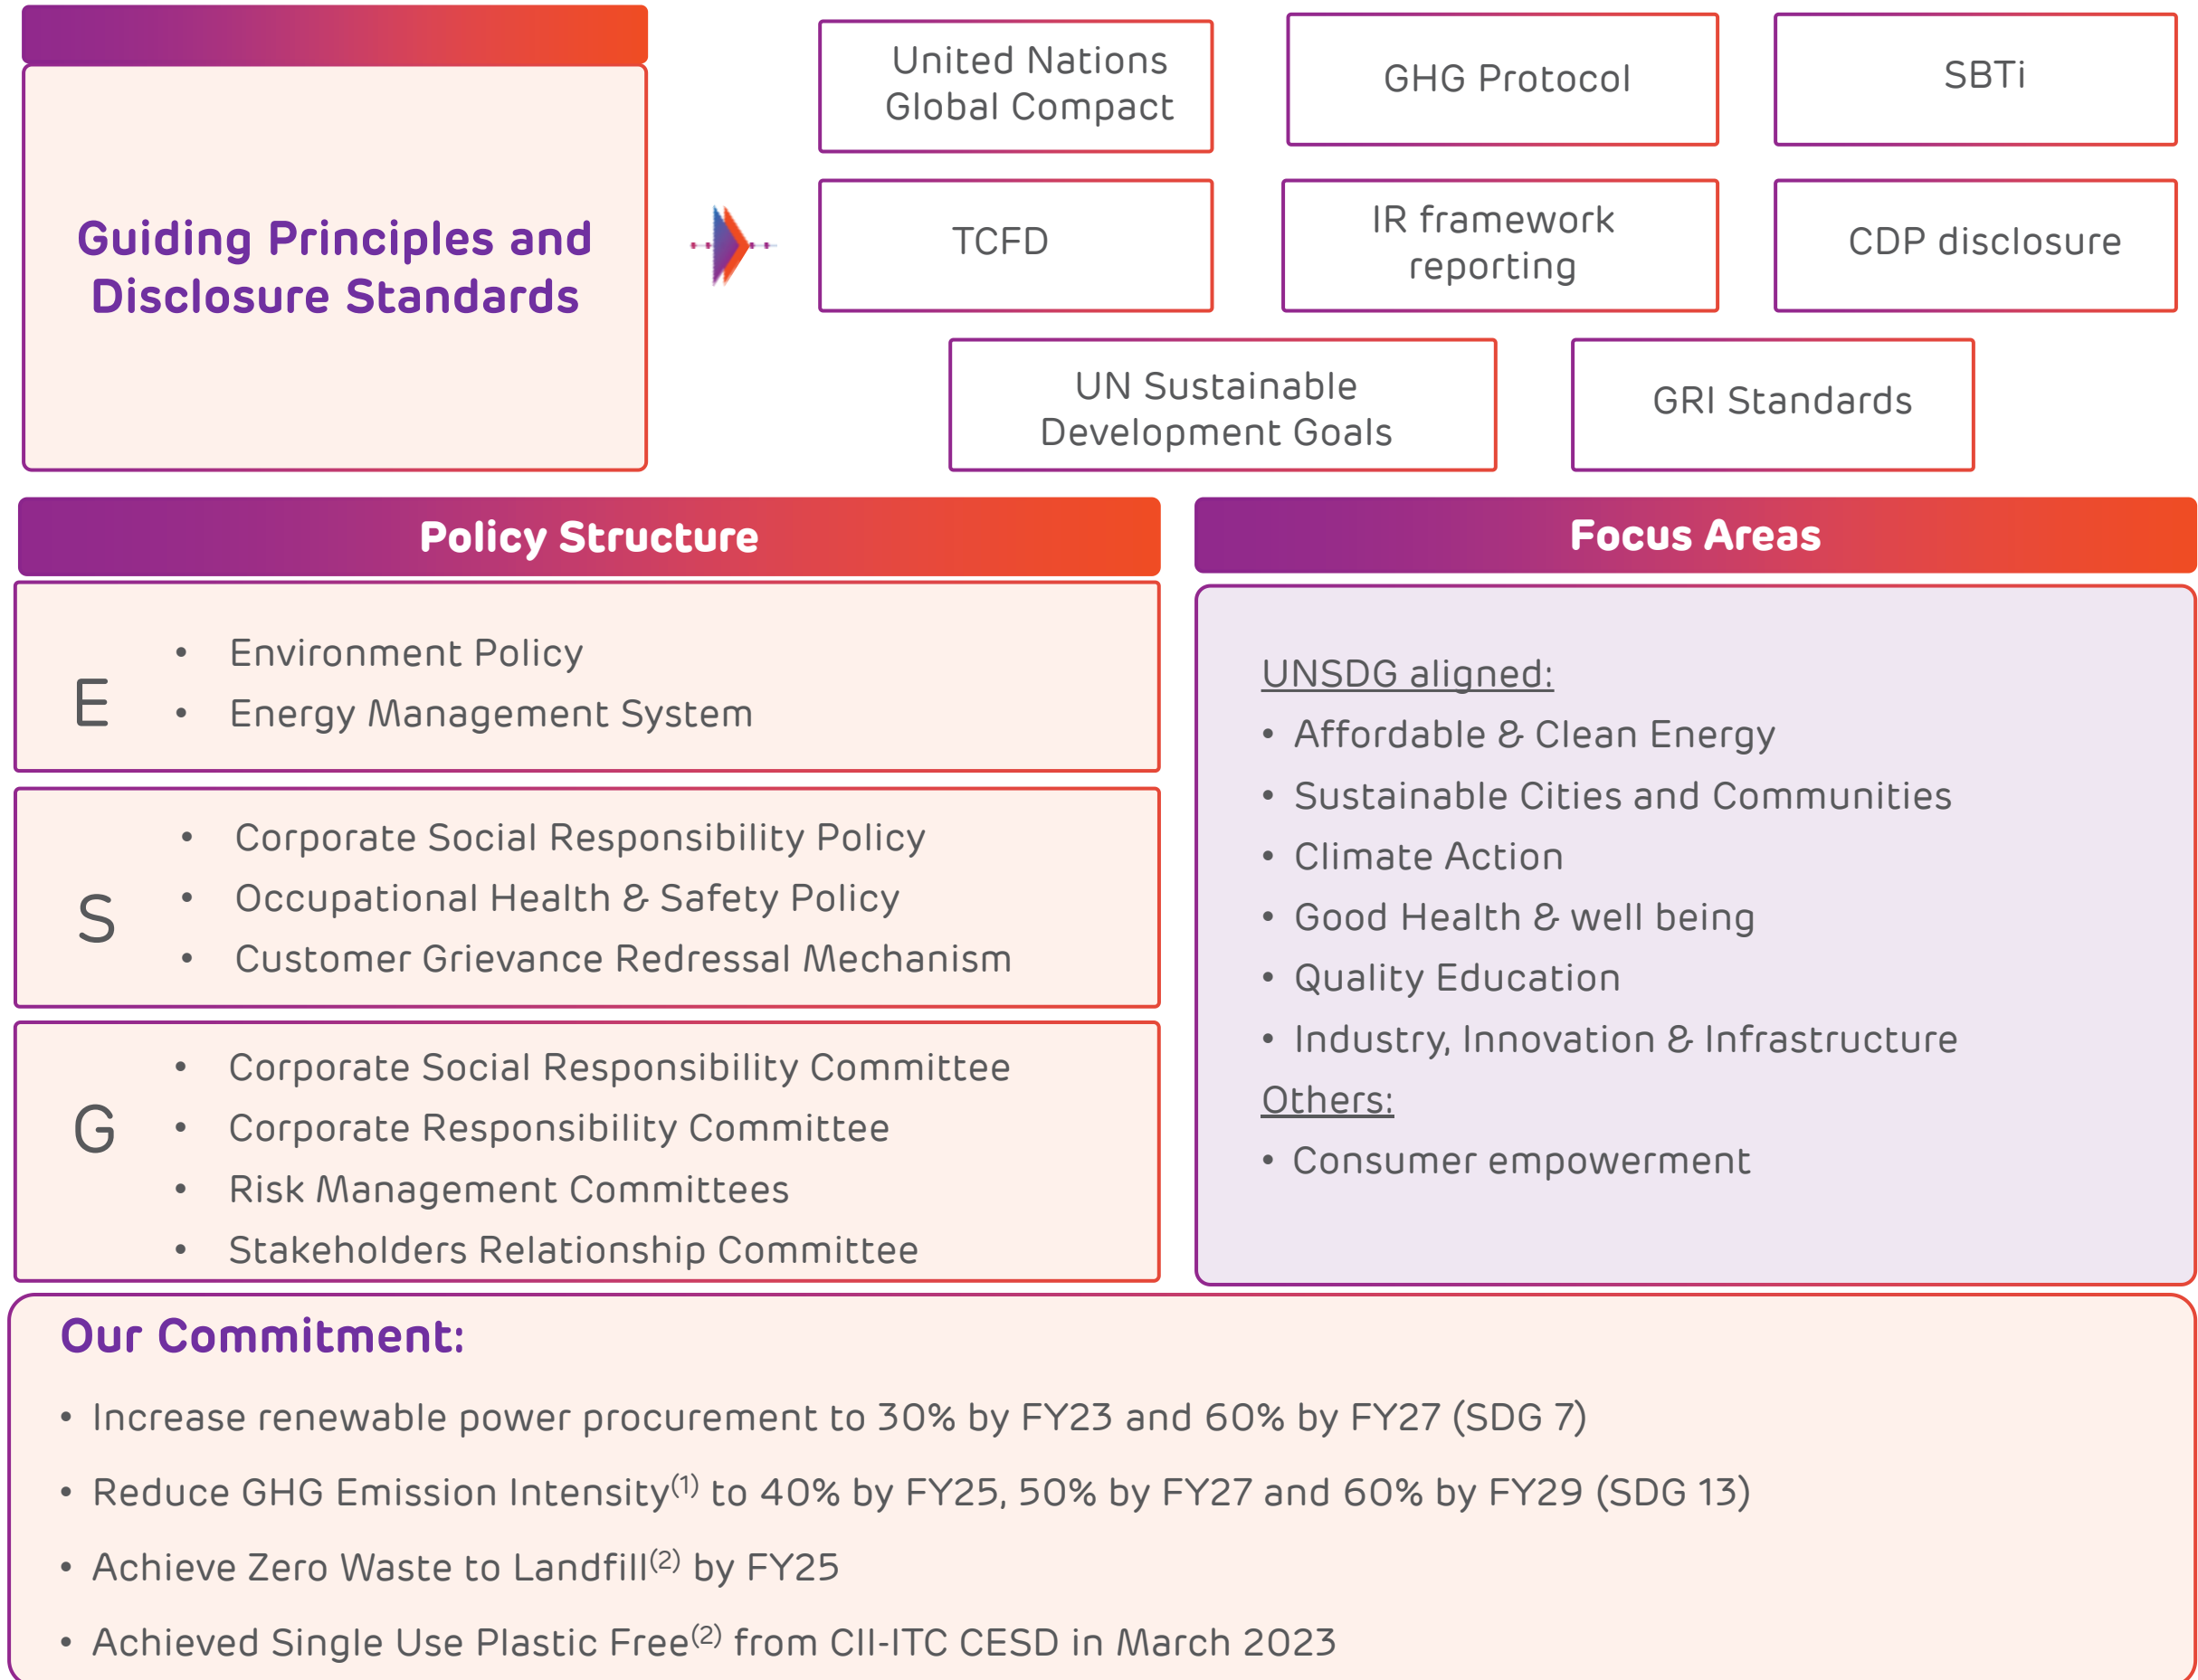 Guiding Principles and
Disclosure Standards
United Nations
Global Compact
GHG Protocol
SBTi
TCFD
IR framework
reporting
CDP disclosure
UN Sustainable
Development Goals
GRI Standards
Policy Structure
E
• Environment Policy
• Energy Management System
S
• Corporate Social Responsibility Policy
• Occupational Health & Safety Policy
• Customer Grievance Redressal Mechanism
G
• Corporate Social Responsibility Committee
• Corporate Responsibility Committee
• Risk Management Committees
• Stakeholders Relationship Committee
Focus Areas
UNSDG aligned:
• Affordable & Clean Energy
• Sustainable Cities and Communities
• Climate Action
• Good Health & well being
• Quality Education
• Industry, Innovation & Infrastructure
Others:
• Consumer empowerment
Our Commitment:
• Increase renewable power procurement to 30% by FY23 and 60% by FY27 (SDG 7)
• Reduce GHG Emission Intensity(1) to 40% by FY25, 50% by FY27 and 60% by FY29 (SDG 13)
• Achieve Zero Waste to Landfill(2) by FY25
• Achieved Single Use Plastic Free(2) from CII-ITC CESD in March 2023